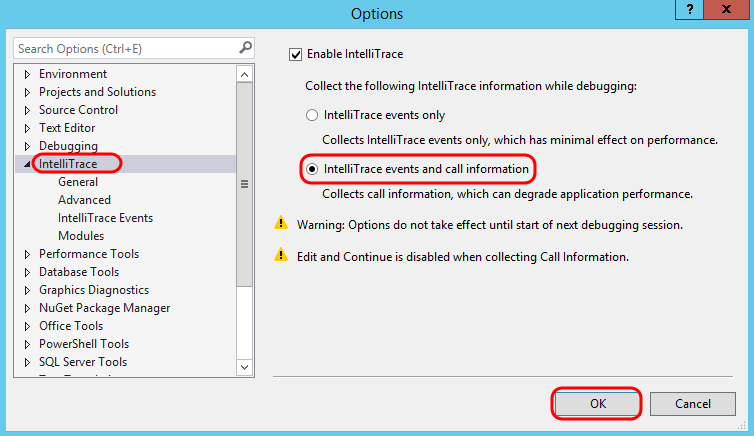 Options
?
x
Search Options (Ctrl+E)
Environment
Projects and Solutions
Source Control
Text Editor
Debugging
IntelliTrace
General
Advanced
IntelliTrace Events
Modules
Performance Tools
Database Tools
Graphics Diagnostics
NuGet Package Manager
Office Tools
PowerShell Tools
SQL Server Tools
Enable IntelliTrace
Collect the following IntelliTrace information while debugging:
IntelliTrace events only
Collects IntelliTrace events only, which has minimal effect on performance.
IntelliTrace events and call information
Collects call information, which can degrade application performance.
Warning: Options do not take effect until start of next debugging session.
Edit and Continue is disabled when collecting Call Information.
OK
Cancel